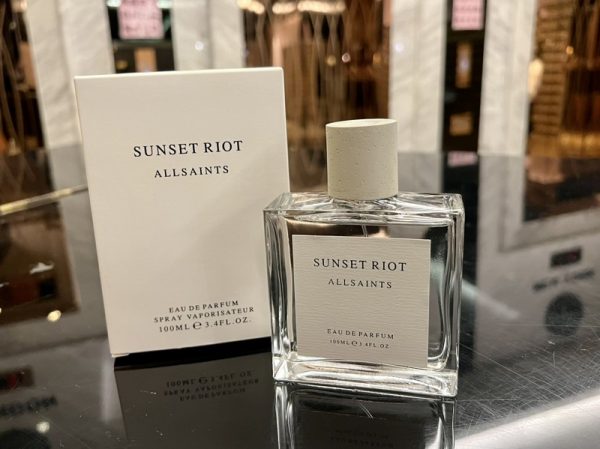 SUNSET RIOT
ALLSAINTS
EAU DE PARFUM
SPRAY VAPORISATEUR
100ML ℮ 3.4FL.OZ.
SUNSET RIOT
ALLSAINTS
EAU DE PARFUM
100ML ℮ 3.4FL.OZ.